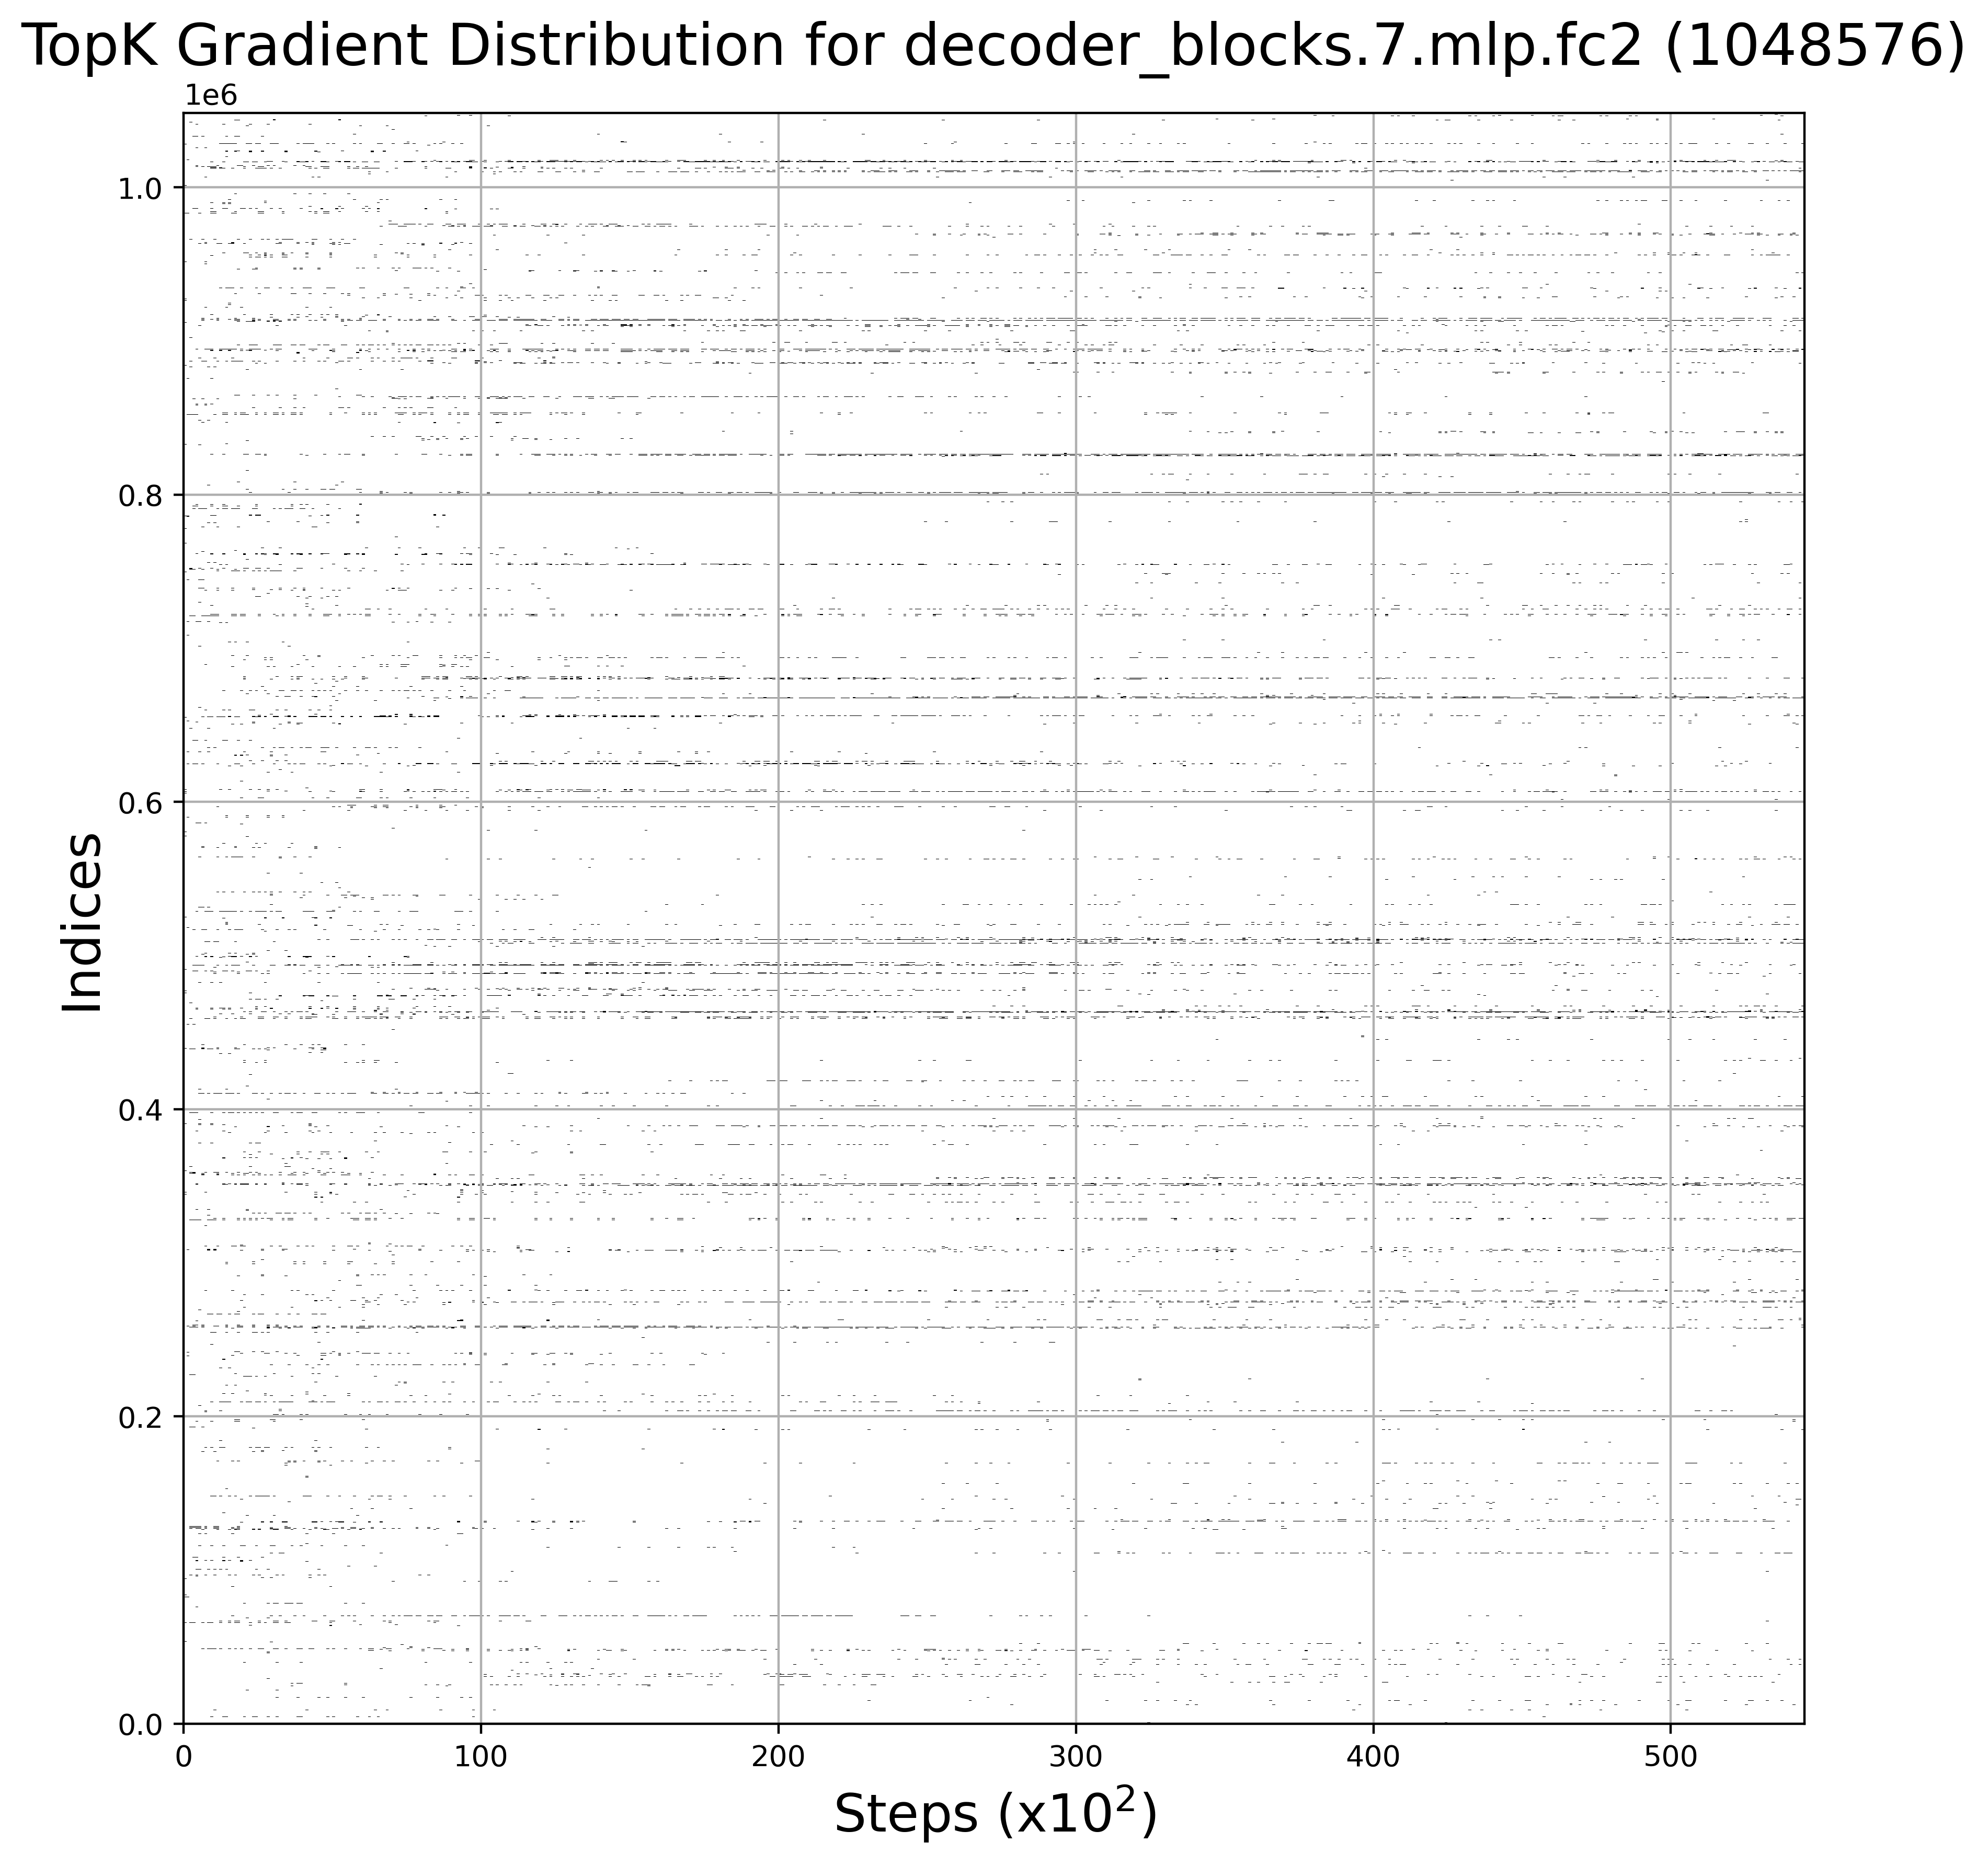 TopK Gradient Distribution for decoder_blocks.7.mlp.fc2 (1048576)
1e6
1.0
0.8
0.6
0.4
0.2
0.0
Indices
0 100 200 300 400 500
Steps (x10²)